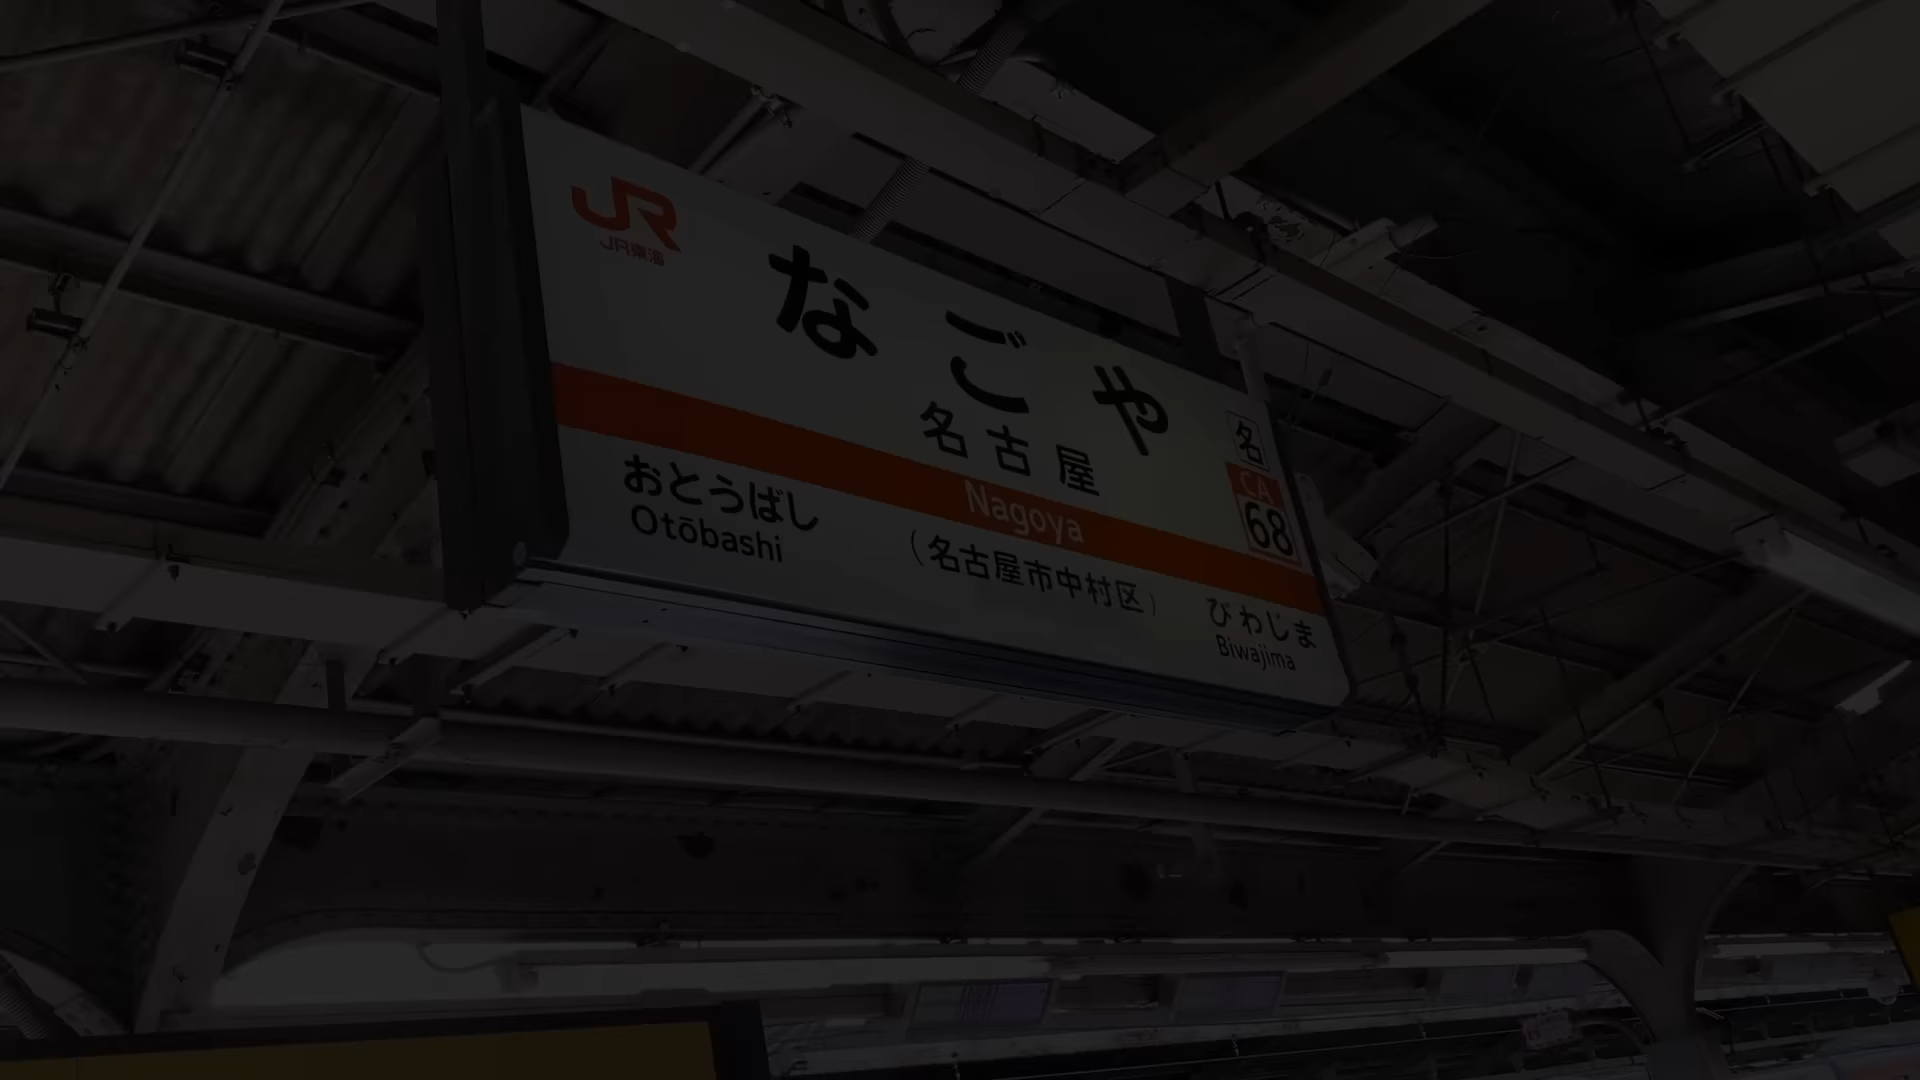 JR
JR東海
なごや
名古屋
名
CA
68
Nagoya
おとうばし
Otōbashi
（名古屋市中村区）
びわじま
Biwajima